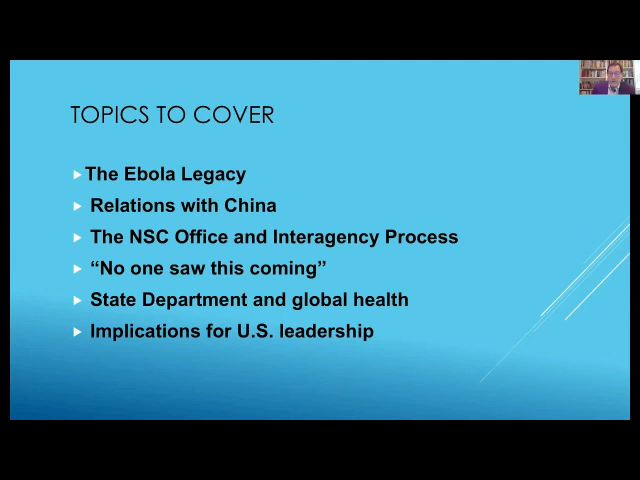 TOPICS TO COVER
The Ebola Legacy
Relations with China
The NSC Office and Interagency Process
“No one saw this coming”
State Department and global health
Implications for U.S. leadership